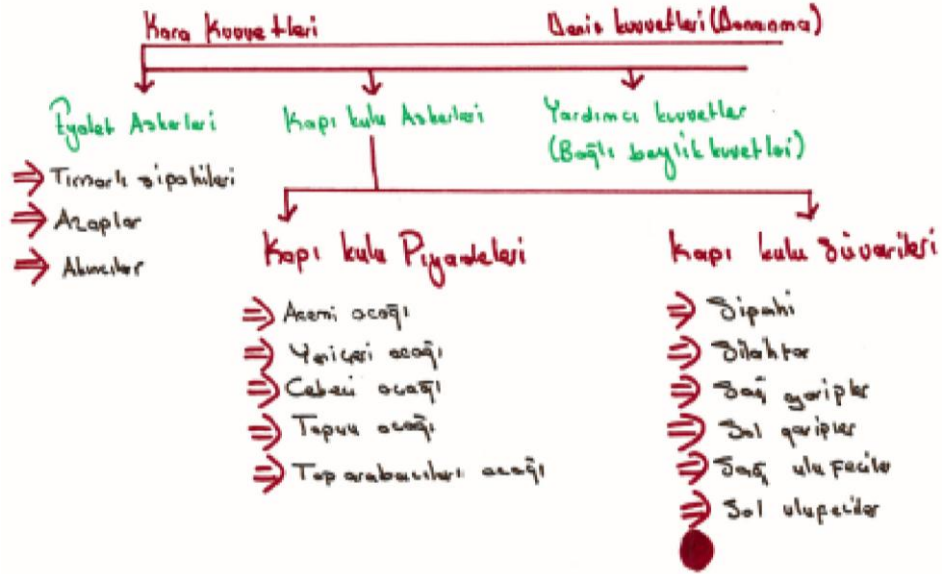 Kara Kuvvetleri
Deniz kuvvetleri (Donanma)
Eyalet Askerleri
Kapı kulu Askerleri
Yardımcı kuvvetler
(Bağlı beylik kuvetleri)
Tımarlı sipahileri
Azaplar
Akıncılar
Kapı kulu Piyadeleri
Kapı kulu Süvarileri
Acemi ocağı
Yeniçeri ocağı
Cebeci ocağı
Topçu ocağı
Top arabacıları ocağı
Sipahi
Silahtar
Sağ garipler
Sol garipler
Sağ ulufeciler
Sol ulufeciler